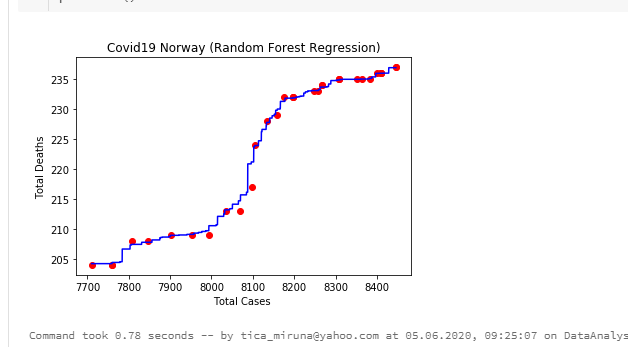 Covid19 Norway (Random Forest Regression)
235
230
225
220
215
210
205
Total Deaths
7700 7800 7900 8000 8100 8200 8300 8400
Total Cases
Command took 0.78 seconds -- by tica_miruna@yahoo.com at 05.06.2020, 09:25:07 on DataAnalys